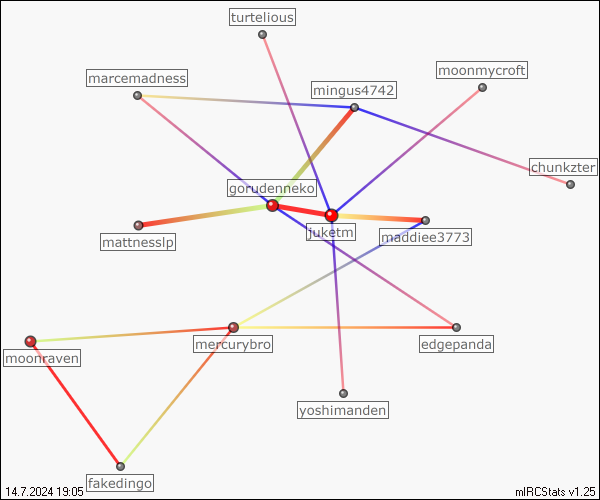 turtelious
marcemadness
moonmycroft
mingus4742
chunkzter
gorudenneko
juketm
mattnesslp
maddiee3773
moonraven
mercurybro
edgepanda
yoshimanden
fakedingo
14.7.2024 19:05
mIRCStats v1.25